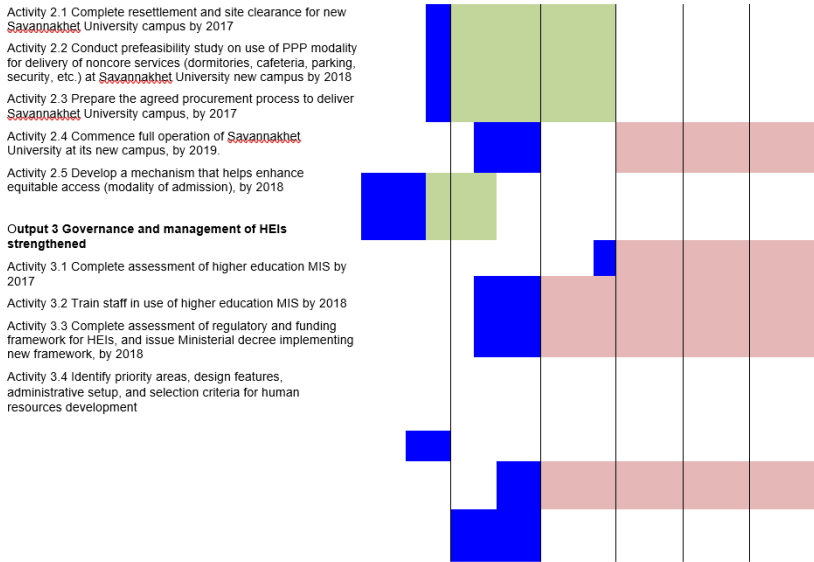 Activity 2.1 Complete resettlement and site clearance for new
Savannakhet University campus by 2017
Activity 2.2 Conduct prefeasibility study on use of PPP modality
for delivery of noncore services (dormitories, cafeteria, parking,
security, etc.) at Savannakhet University new campus by 2018
Activity 2.3 Prepare the agreed procurement process to deliver
Savannakhet University campus, by 2017
Activity 2.4 Commence full operation of Savannakhet
University at its new campus, by 2019.
Activity 2.5 Develop a mechanism that helps enhance
equitable access (modality of admission), by 2018
Output 3 Governance and management of HEIs
strengthened
Activity 3.1 Complete assessment of higher education MIS by
2017
Activity 3.2 Train staff in use of higher education MIS by 2018
Activity 3.3 Complete assessment of regulatory and funding
framework for HEIs, and issue Ministerial decree implementing
new framework, by 2018
Activity 3.4 Identify priority areas, design features,
administrative setup, and selection criteria for human
resources development